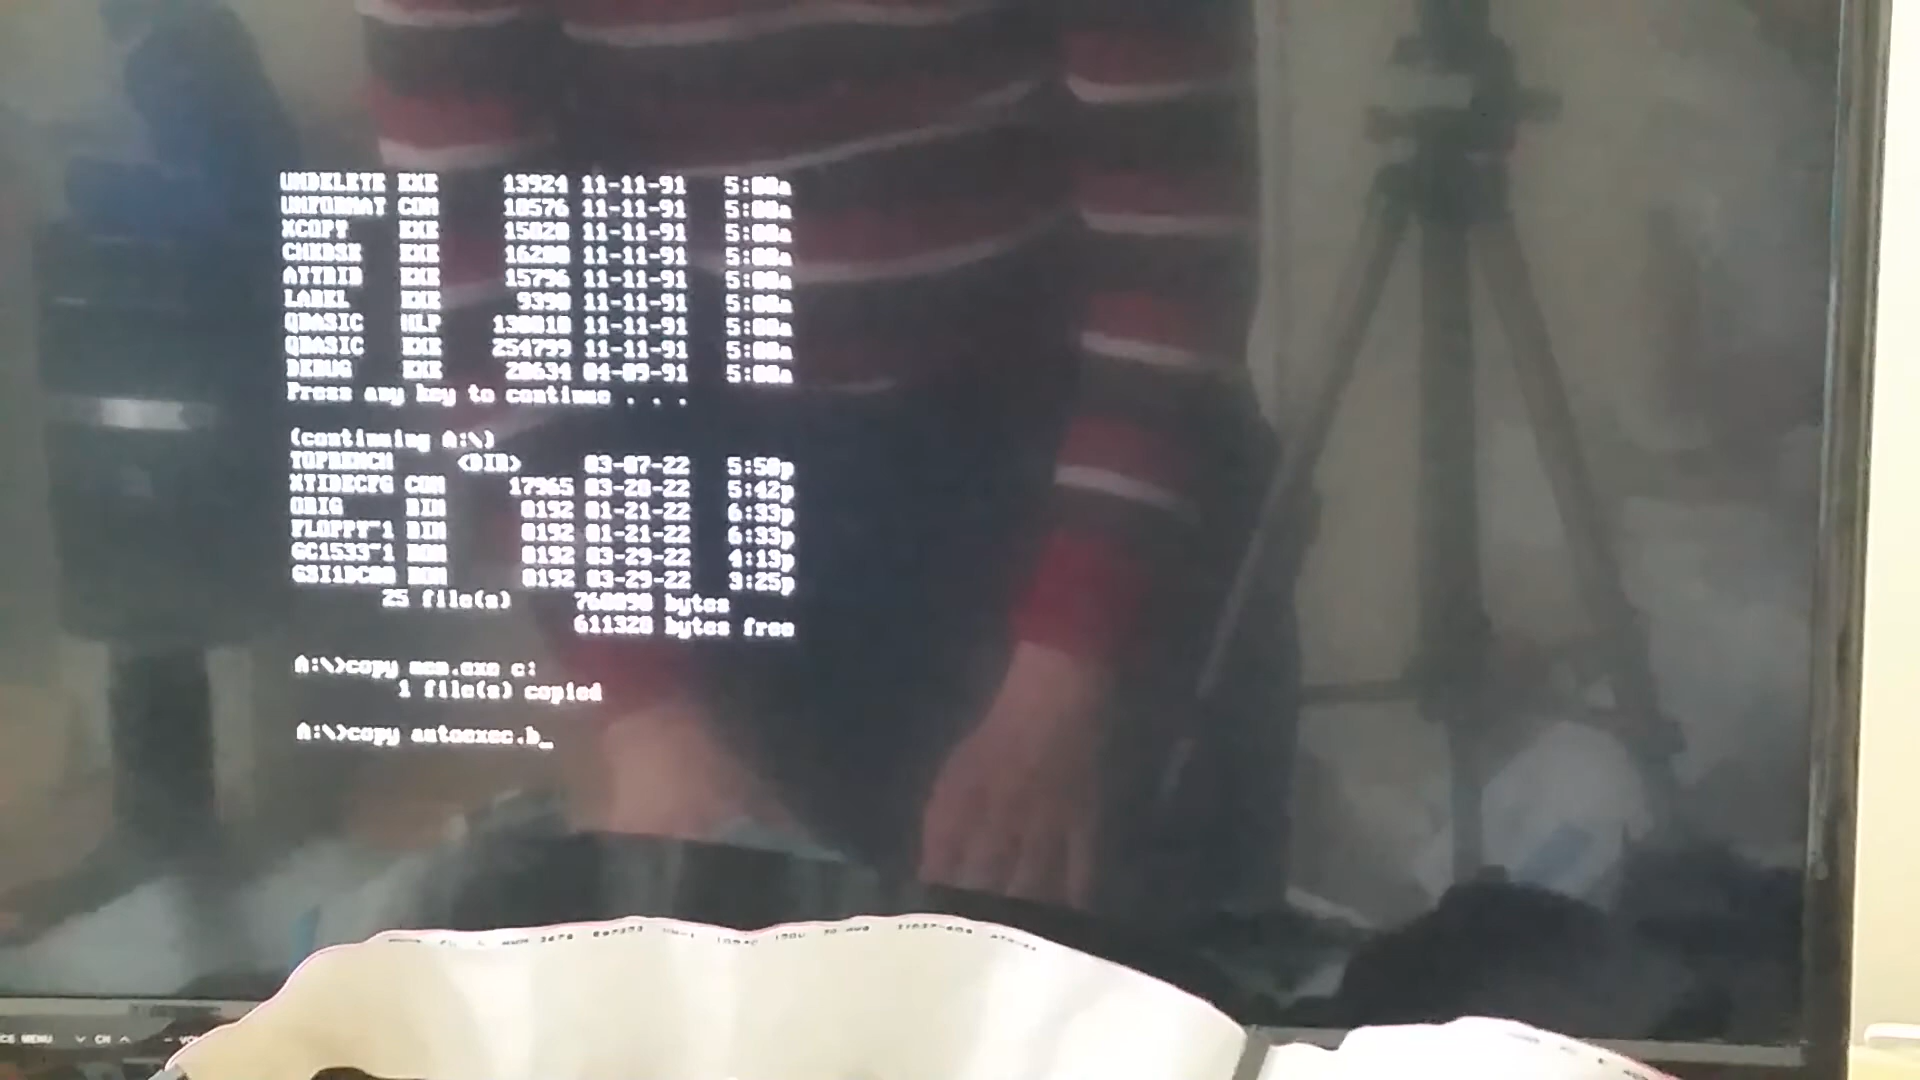 UNDELETE EXE 13924 11-11-91 5:00a
UNFORMAT COM 18576 11-11-91 5:00a
XCOPY EXE 15820 11-11-91 5:00a
CHKDSK EXE 16200 11-11-91 5:00a
ATTRIB EXE 15796 11-11-91 5:00a
LABEL EXE 9390 11-11-91 5:00a
QBASIC HLP 130810 11-11-91 5:00a
QBASIC EXE 254799 11-11-91 5:00a
DEBUG EXE 20634 04-09-91 5:00a
Press any key to continue . . .
(continuing A:\)
TOPBENCH <DIR> 03-07-22 5:50p
XTIDECFG COM 17965 03-28-22 5:42p
ORIG BIN 8192 01-21-22 6:33p
FLOPPY~1 BIN 8192 01-21-22 6:33p
GC1533~1 ROM 8192 03-29-22 4:13p
ROM 8192 03-29-22 3:25p
25 file(s) 760890 bytes
611328 bytes free
A:\>copy mem.exe c:
1 file(s) copied
A:\>copy autoexec.b_
MENU CH